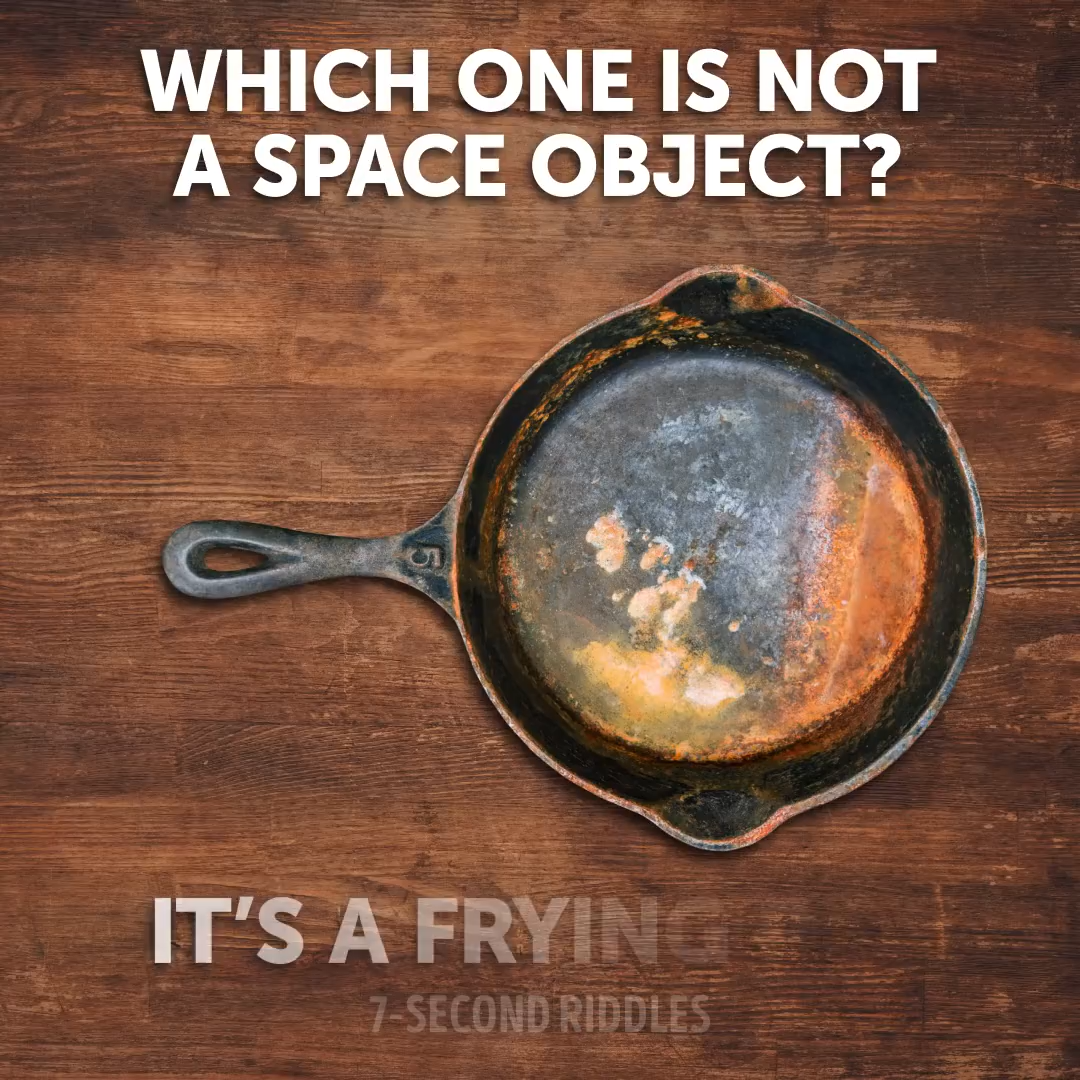 WHICH ONE IS NOT
A SPACE OBJECT?
5
IT'S A FRYING
7-SECOND RIDDLES